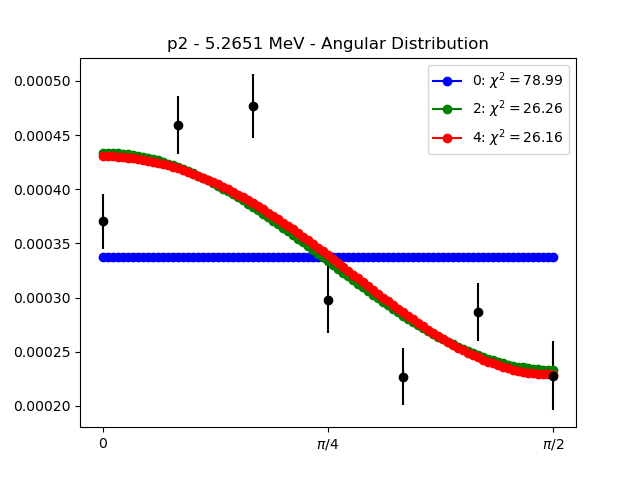 p2 - 5.2651 MeV - Angular Distribution
0.00050
0.00045
0.00040
0.00035
0.00030
0.00025
0.00020
0: χ² = 78.99
2: χ² = 26.26
4: χ² = 26.16
0 π/4 π/2